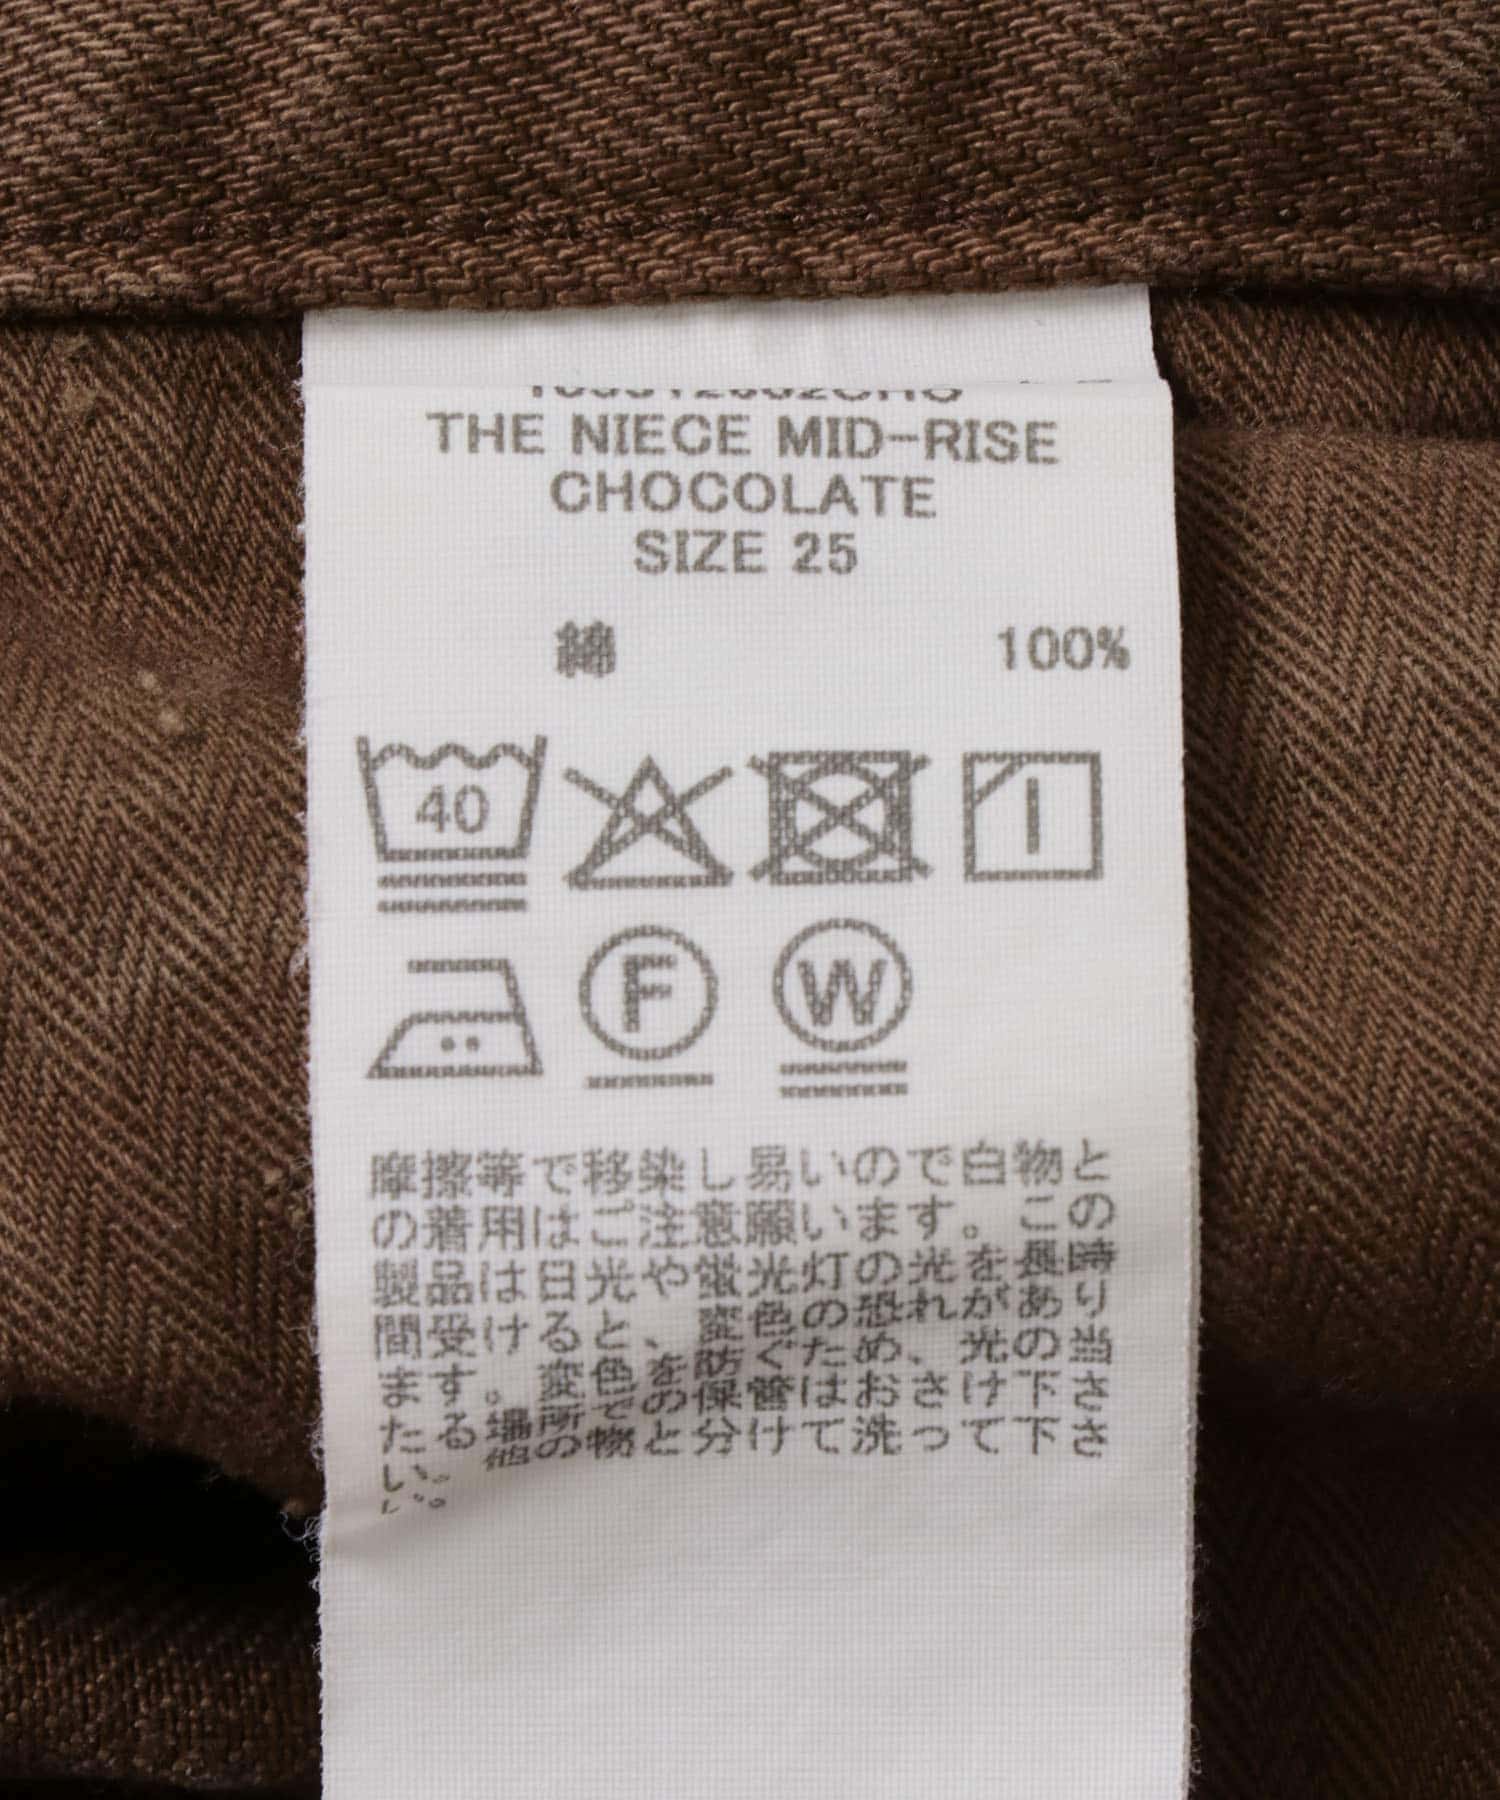 THE NIECE MID-RISE
CHOCOLATE
SIZE 25
綿 100%
40
F W
摩擦等で移染し易いので白物と
の着用はご注意願います。この
製品は日光や蛍光灯の光を長時
間受けると、変色の恐れがあり
ます。変色を防ぐため、光の当
たる場所での保管はおさけ下さ
い。他の物と分けて洗って下さ
い。